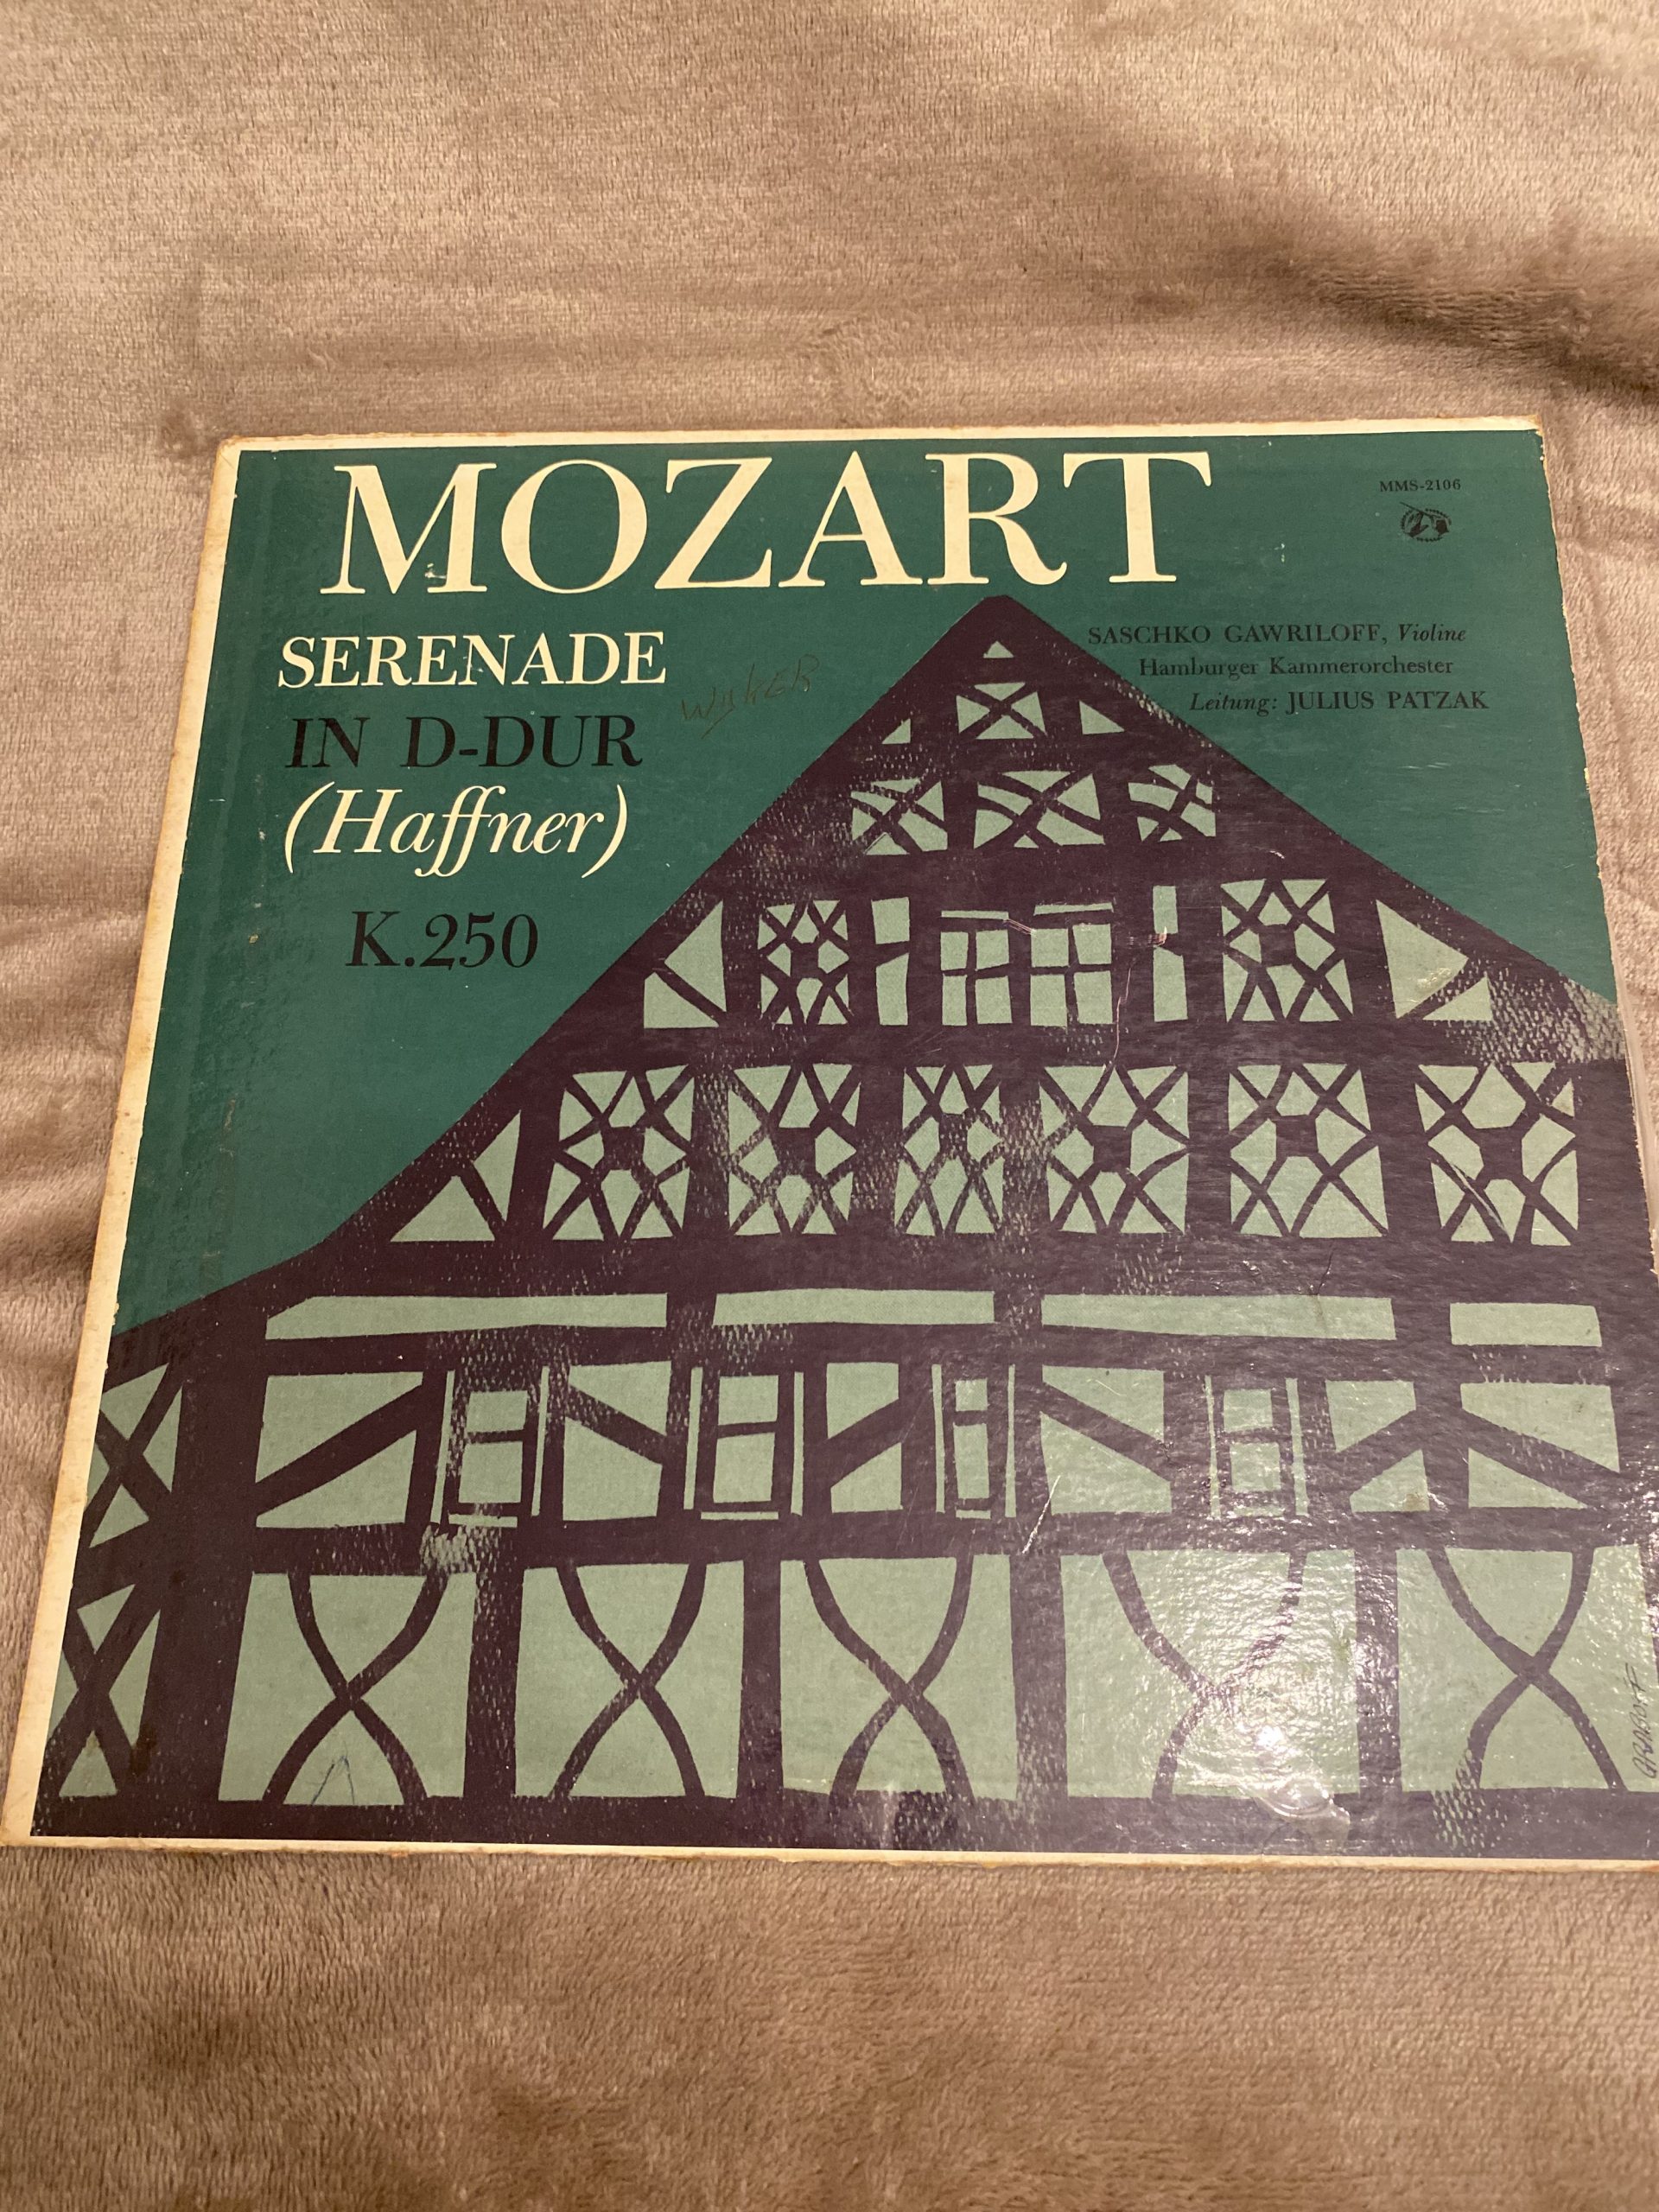 MOZART
MMS-2106
SERENADE
IN D-DUR
(Haffner)
K.250
SASCHKO GAWRILOFF, Violine
Hamburger Kammerorchester
Leitung: JULIUS PATZAK